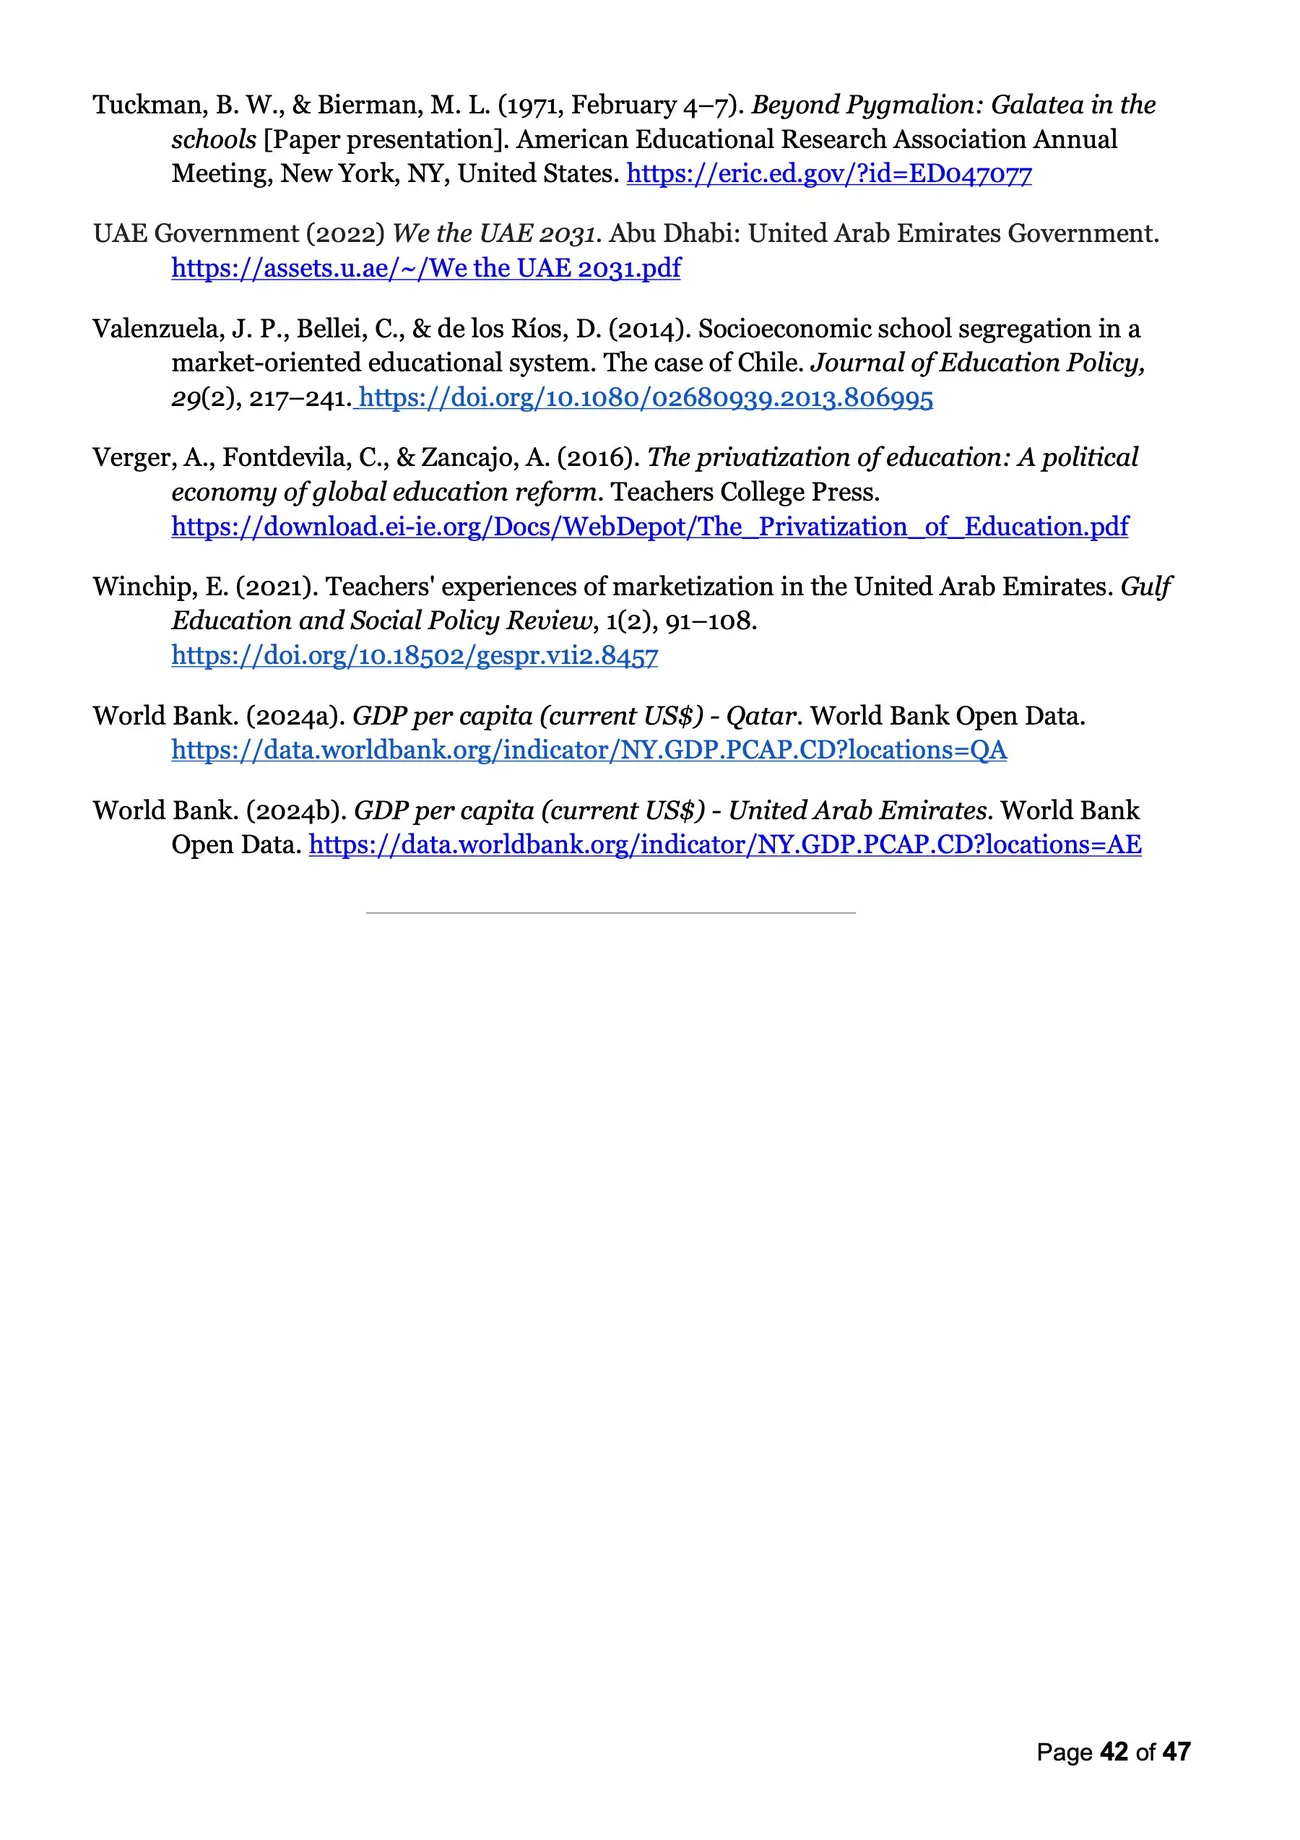 Tuckman, B. W., & Bierman, M. L. (1971, February 4–7). Beyond Pygmalion: Galatea in the
schools [Paper presentation]. American Educational Research Association Annual
Meeting, New York, NY, United States. https://eric.ed.gov/?id=ED047077
UAE Government (2022) We the UAE 2031. Abu Dhabi: United Arab Emirates Government.
https://assets.u.ae/~/We the UAE 2031.pdf
Valenzuela, J. P., Bellei, C., & de los Ríos, D. (2014). Socioeconomic school segregation in a
market-oriented educational system. The case of Chile. Journal of Education Policy,
29(2), 217–241. https://doi.org/10.1080/02680939.2013.806995
Verger, A., Fontdevila, C., & Zancajo, A. (2016). The privatization of education: A political
economy of global education reform. Teachers College Press.
https://download.ei-ie.org/Docs/WebDepot/The_Privatization_of_Education.pdf
Winchip, E. (2021). Teachers' experiences of marketization in the United Arab Emirates. Gulf
Education and Social Policy Review, 1(2), 91–108.
https://doi.org/10.18502/gespr.v1i2.8457
World Bank. (2024a). GDP per capita (current US$) - Qatar. World Bank Open Data.
https://data.worldbank.org/indicator/NY.GDP.PCAP.CD?locations=QA
World Bank. (2024b). GDP per capita (current US$) - United Arab Emirates. World Bank
Open Data. https://data.worldbank.org/indicator/NY.GDP.PCAP.CD?locations=AE
Page 42 of 47